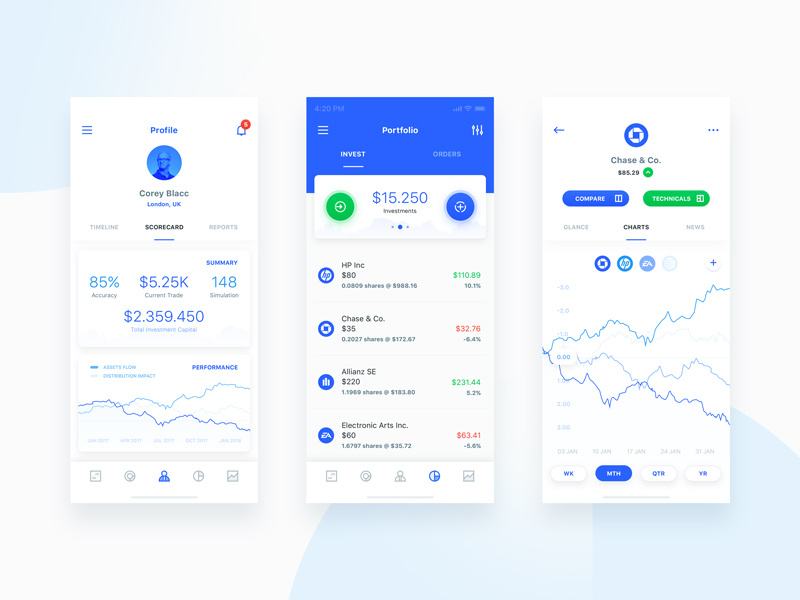 Profile
5
Corey Blacc
London, UK
TIMELINE
SCORECARD
REPORTS
SUMMARY
85%
$5.25K
148
Accuracy
Current Trade
Simulation
$2.359.450
Total Investment Capital
ASSETS FLOW
PERFORMANCE
DISTRIBUTION IMPACT
JAN 2017
APR 2017
JUL 2017
OCT 2017
JAN 2018
4:20 PM
Portfolio
INVEST
ORDERS
$15.250
Investments
HP Inc
hp
$80
$110.89
0.0809 shares @ $988.16
10.1%
Chase & Co.
$35
$32.76
0.2027 shares @ $172.67
-6.4%
Allianz SE
$220
$231.44
1.1969 shares @ $183.80
5.2%
Electronic Arts Inc.
EA
$60
$63.41
1.6797 shares @ $35.72
-5.6%
Chase & Co.
$85.29
COMPARE
TECHNICALS
GLANCE
CHARTS
NEWS
hp
EA
+
-3.0
-2.0
-1.0
0.00
1.00
2.00
3.00
03 JAN
10 JAN
17 JAN
24 JAN
31 JAN
WK
MTH
QTR
YR